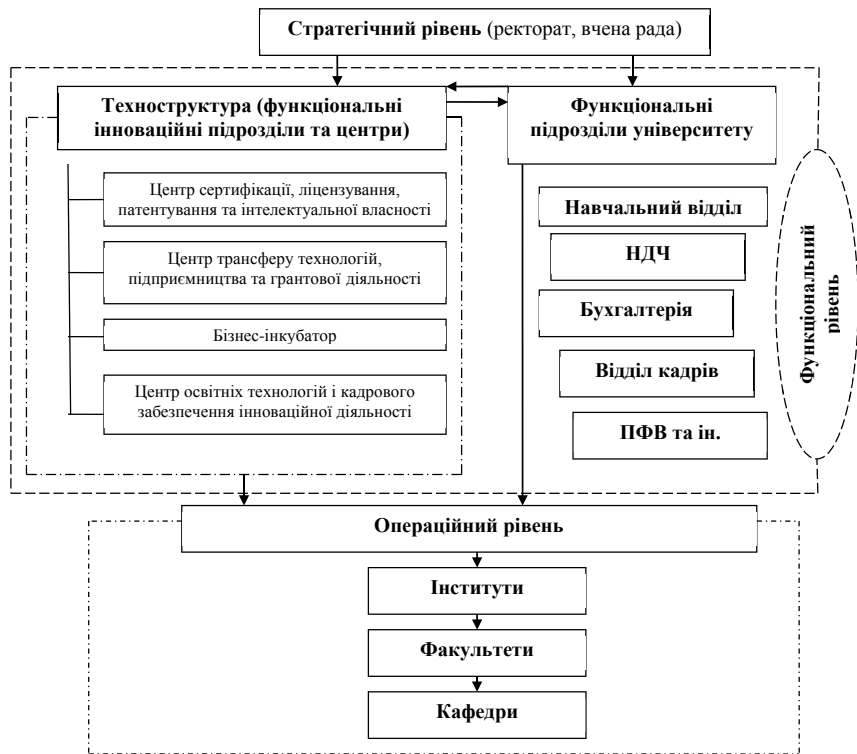 Стратегічний рівень (ректорат, вчена рада)
Техноструктура (функціональні
інноваційні підрозділи та центри)
Функціональні
підрозділи університету
Центр сертифікації, ліцензування,
патентування та інтелектуальної власності
Центр трансферу технологій,
підприємництва та грантової діяльності
Бізнес-інкубатор
Центр освітніх технологій і кадрового
забезпечення інноваційної діяльності
Навчальний відділ
НДЧ
Бухгалтерія
Відділ кадрів
ПФВ та ін.
Функціональний
рівень
Операційний рівень
Інститути
Факультети
Кафедри